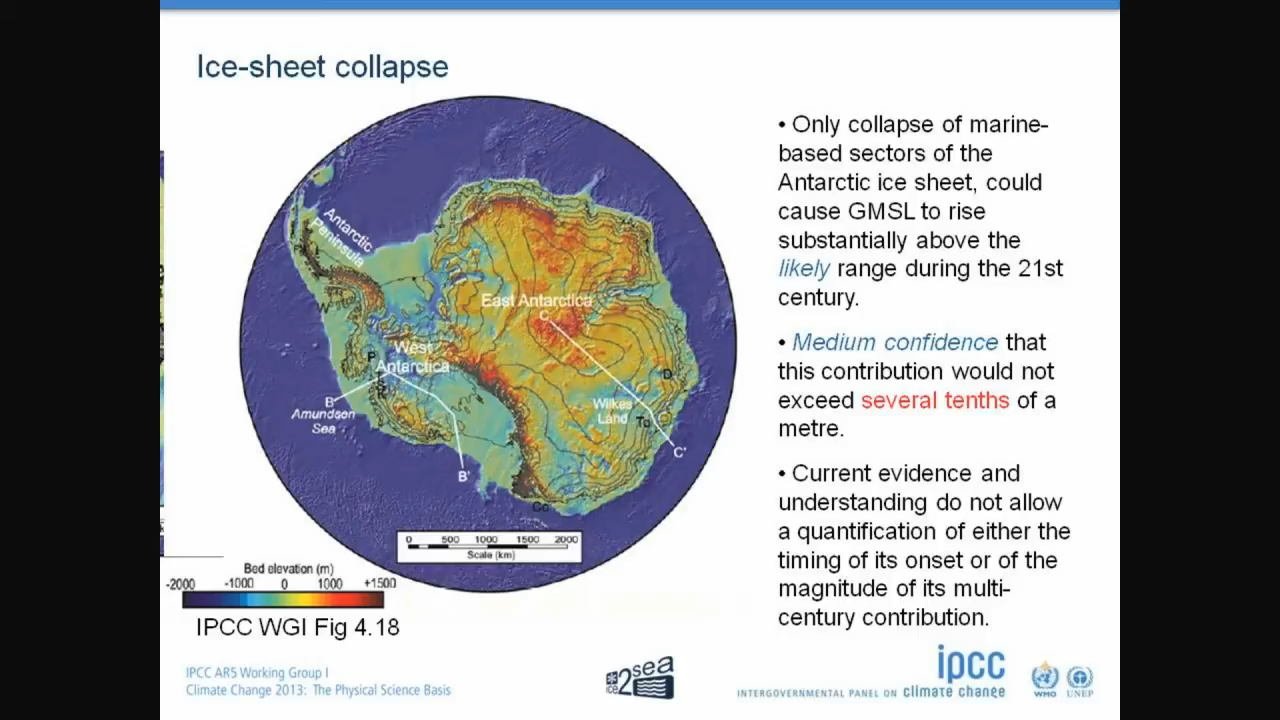 Ice-sheet collapse
• Only collapse of marine-
based sectors of the
Antarctic ice sheet, could
cause GMSL to rise
substantially above the
likely range during the 21st
century.
• Medium confidence that
this contribution would not
exceed several tenths of a
metre.
• Current evidence and
understanding do not allow
a quantification of either the
timing of its onset or of the
magnitude of its multi-
century contribution.
Antarctic
Peninsula
East Antarctica
C
West
Antarctica
P
B
Amundsen
Sea
D
Wilkes
Land
To
C'
B'
Co
0 500 1000 1500 2000
Scale (km)
Bed elevation (m)
-2000 -1000 0 1000 +1500
IPCC WGI Fig 4.18
IPCC AR5 Working Group I
Climate Change 2013: The Physical Science Basis
ice2sea
ipcc
INTERGOVERNMENTAL PANEL ON climate change
WMO
UNEP